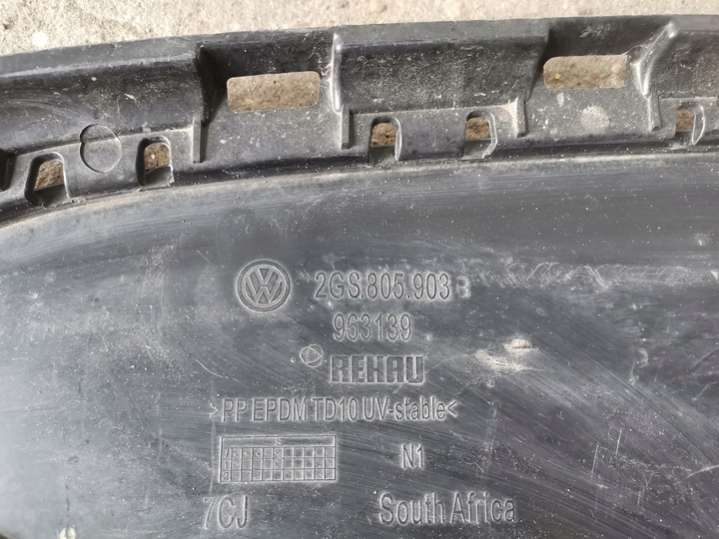 2GS.805.903 B
963139
REHAU
>PP EPDM TD10 UV-stable<
N1
7CJ
South Africa